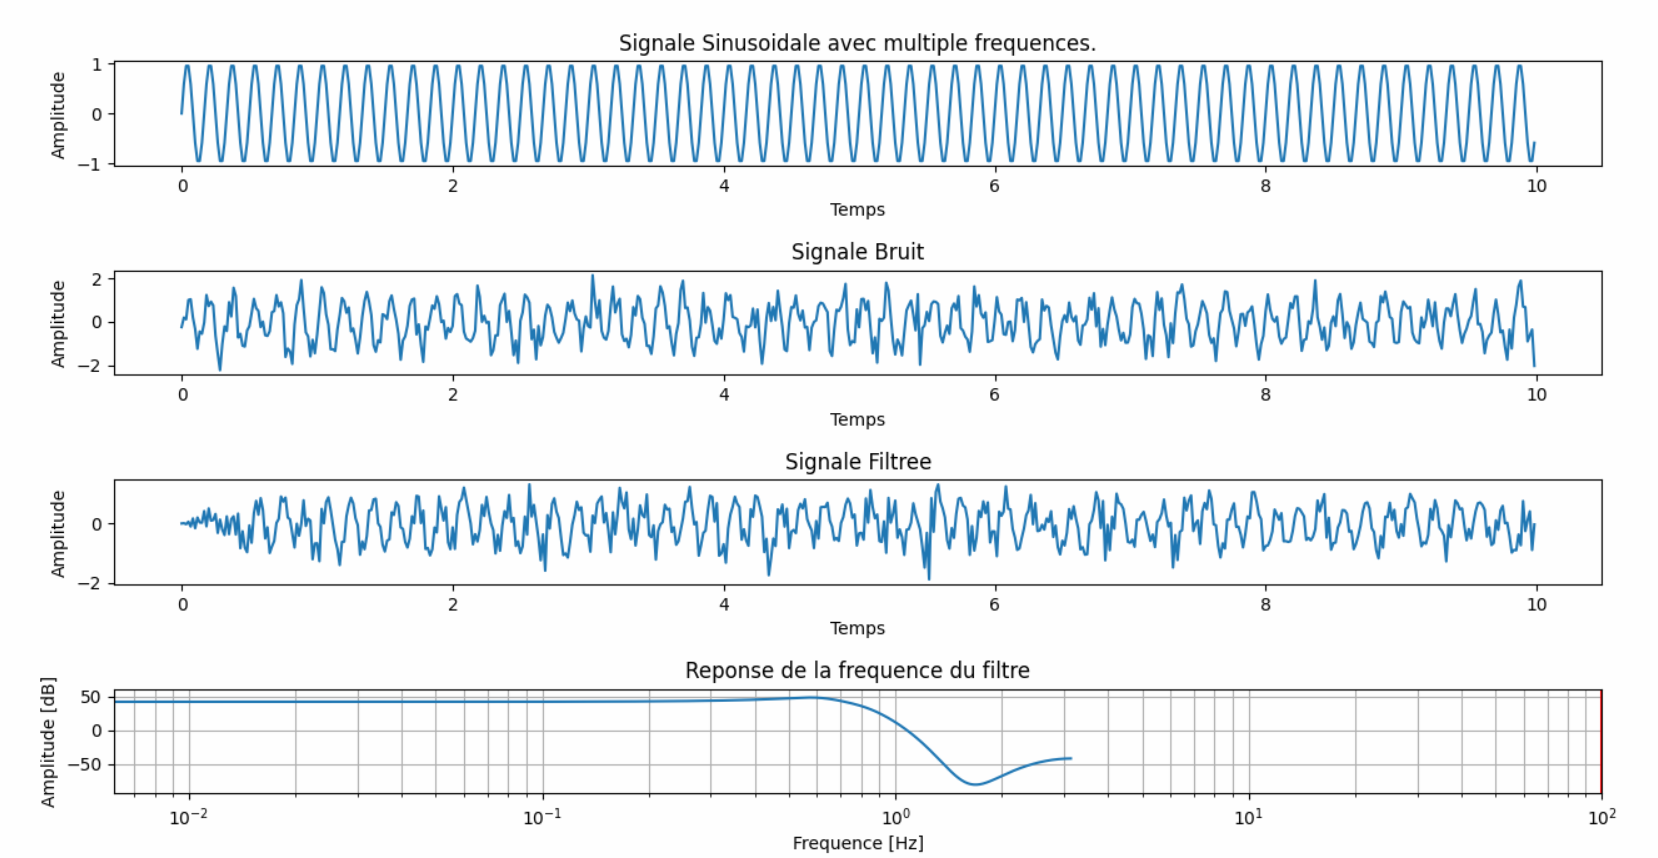 Signale Sinusoidale avec multiple frequences.
Amplitude
1
0
−1
0 2 4 6 8 10
Temps
Signale Bruit
Amplitude
2
0
−2
0 2 4 6 8 10
Temps
Signale Filtree
Amplitude
0
−2
0 2 4 6 8 10
Temps
Reponse de la frequence du filtre
Amplitude [dB]
50
0
−50
10⁻² 10⁻¹ 10⁰ 10¹ 10²
Frequence [Hz]